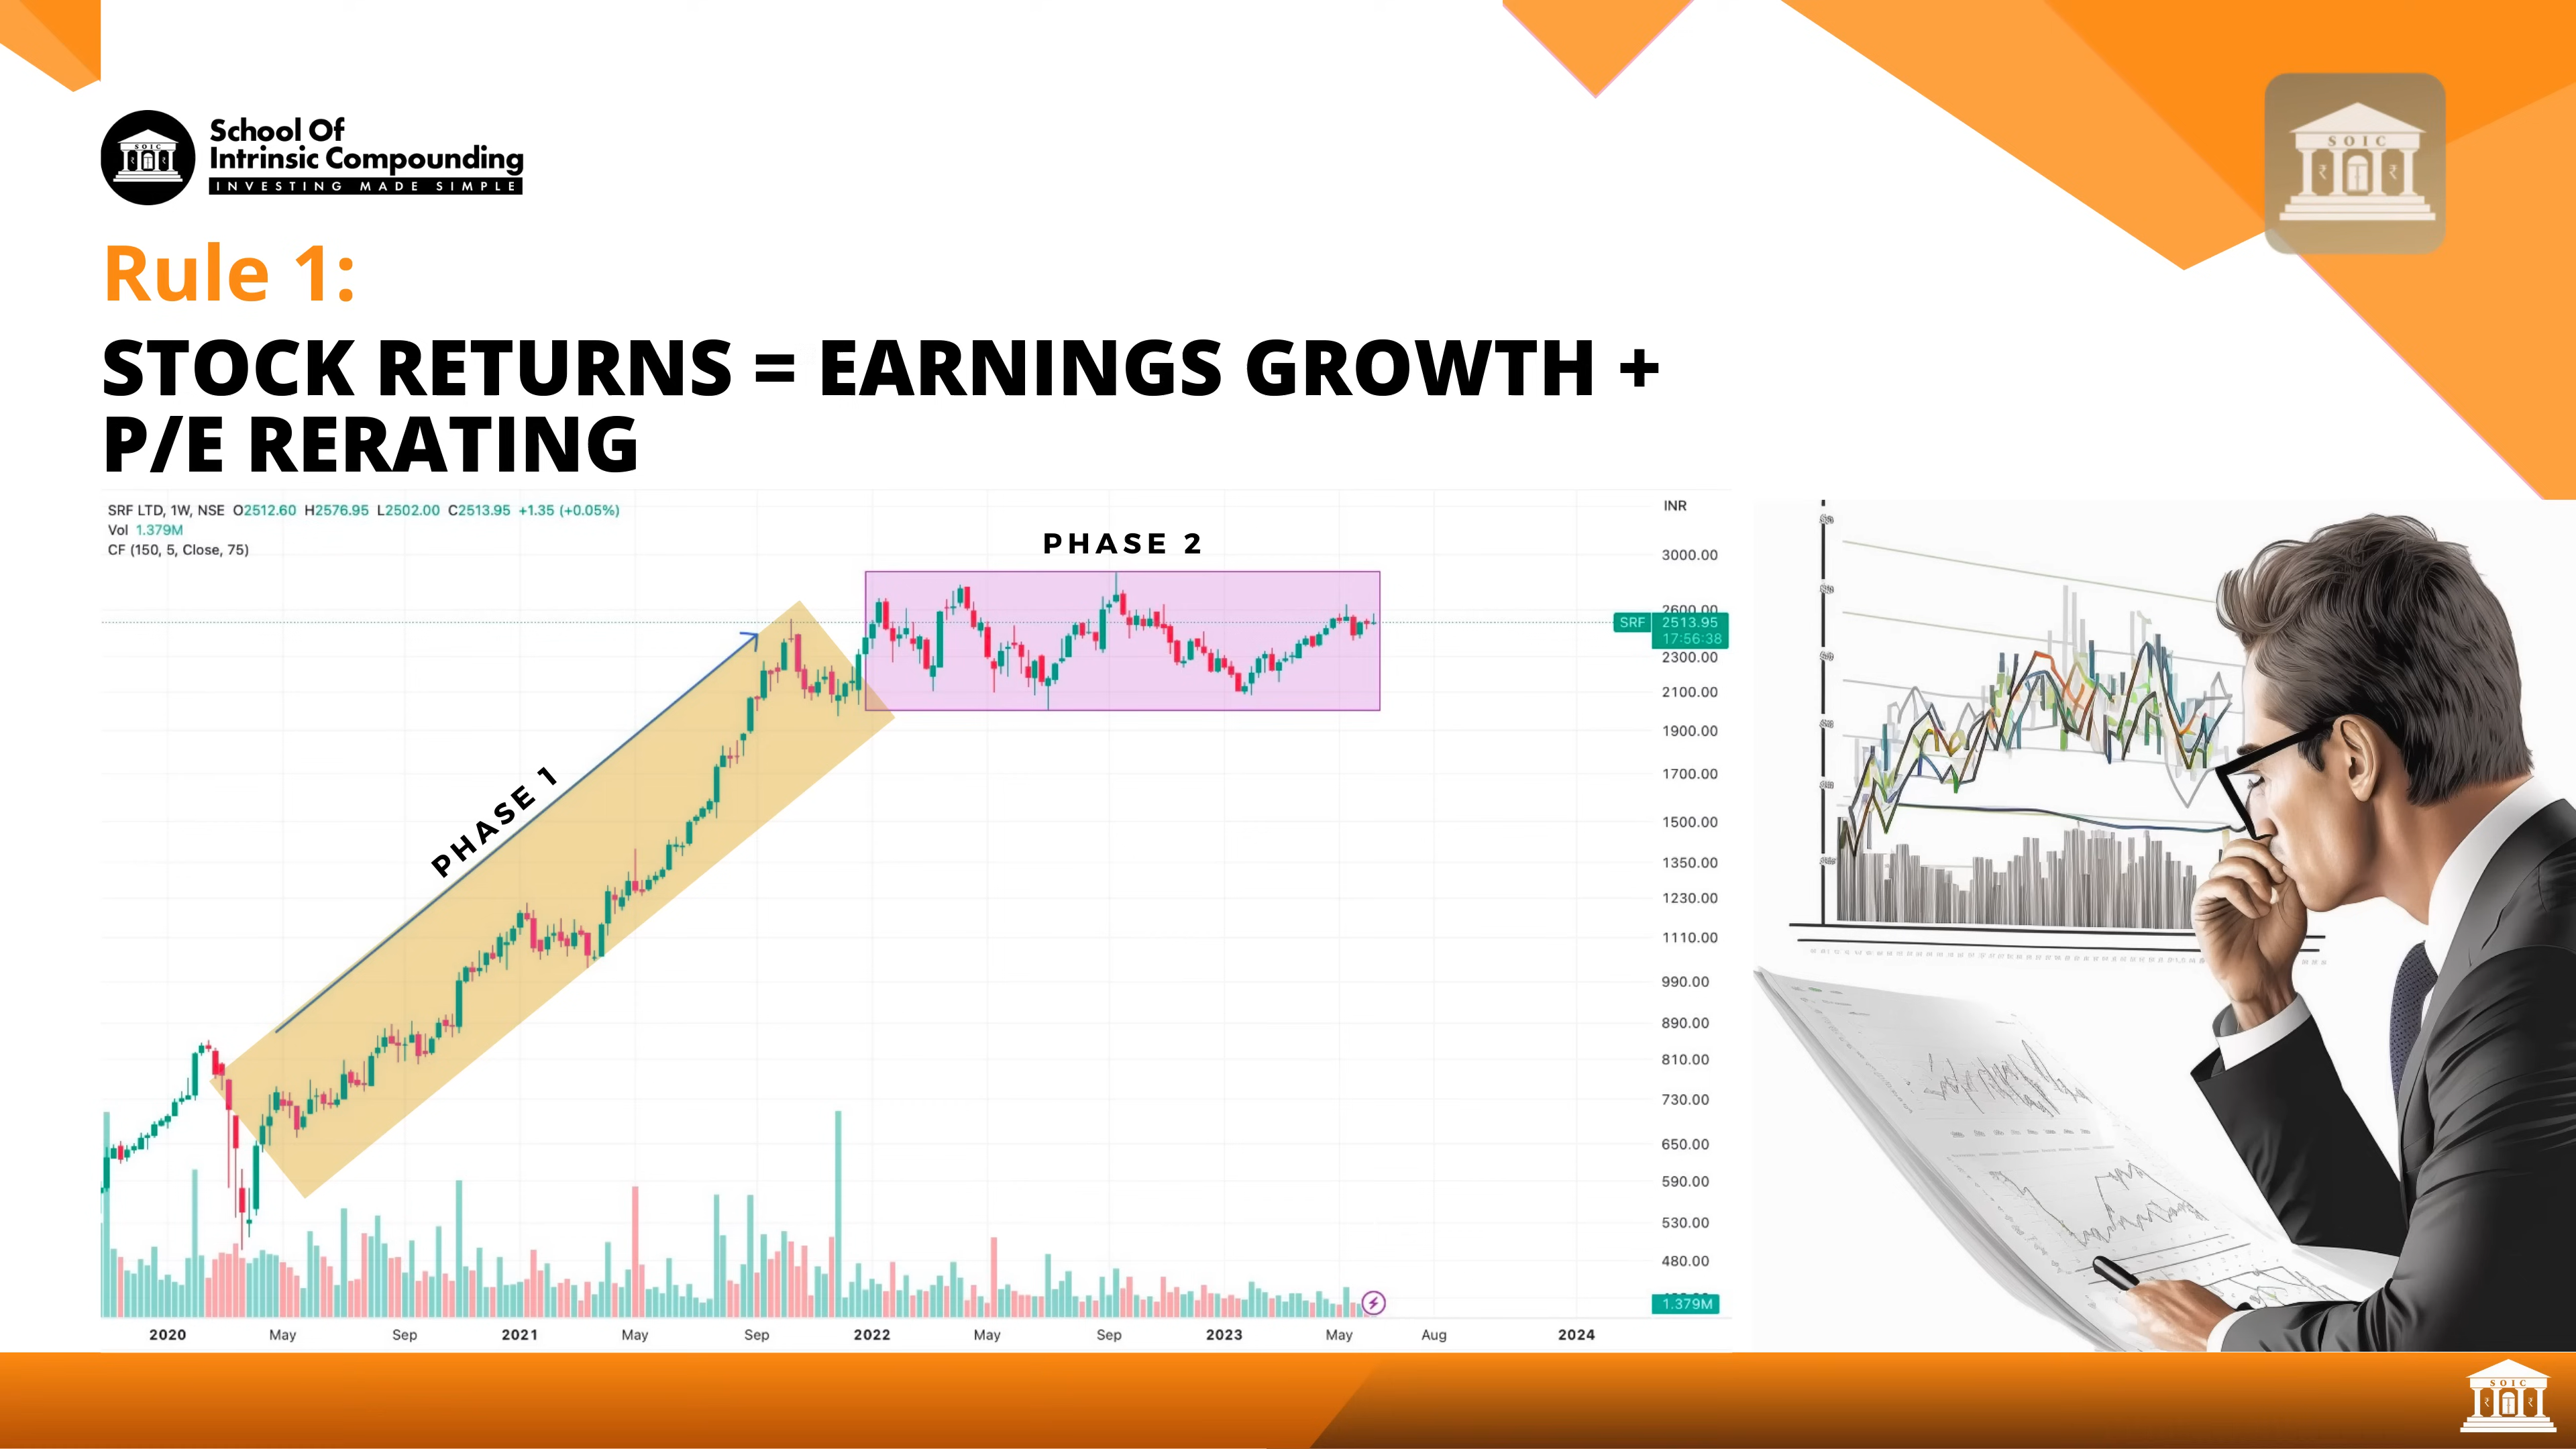 School Of
Intrinsic Compounding
INVESTING MADE SIMPLE
SOIC
SOIC
Rule 1:
STOCK RETURNS = EARNINGS GROWTH +
P/E RERATING
SRF LTD, 1W, NSE O2512.60 H2576.95 L2502.00 C2513.95 +1.35 (+0.05%)
Vol 1.379M
CF (150, 5, Close, 75)
PHASE 1
PHASE 2
INR
3000.00
2600.00
SRF 2513.95
17:56:38
2300.00
2100.00
1900.00
1700.00
1500.00
1350.00
1230.00
1110.00
990.00
890.00
810.00
730.00
650.00
590.00
530.00
480.00
1.379M
2020 May Sep 2021 May Sep 2022 May Sep 2023 May Aug 2024
SOIC